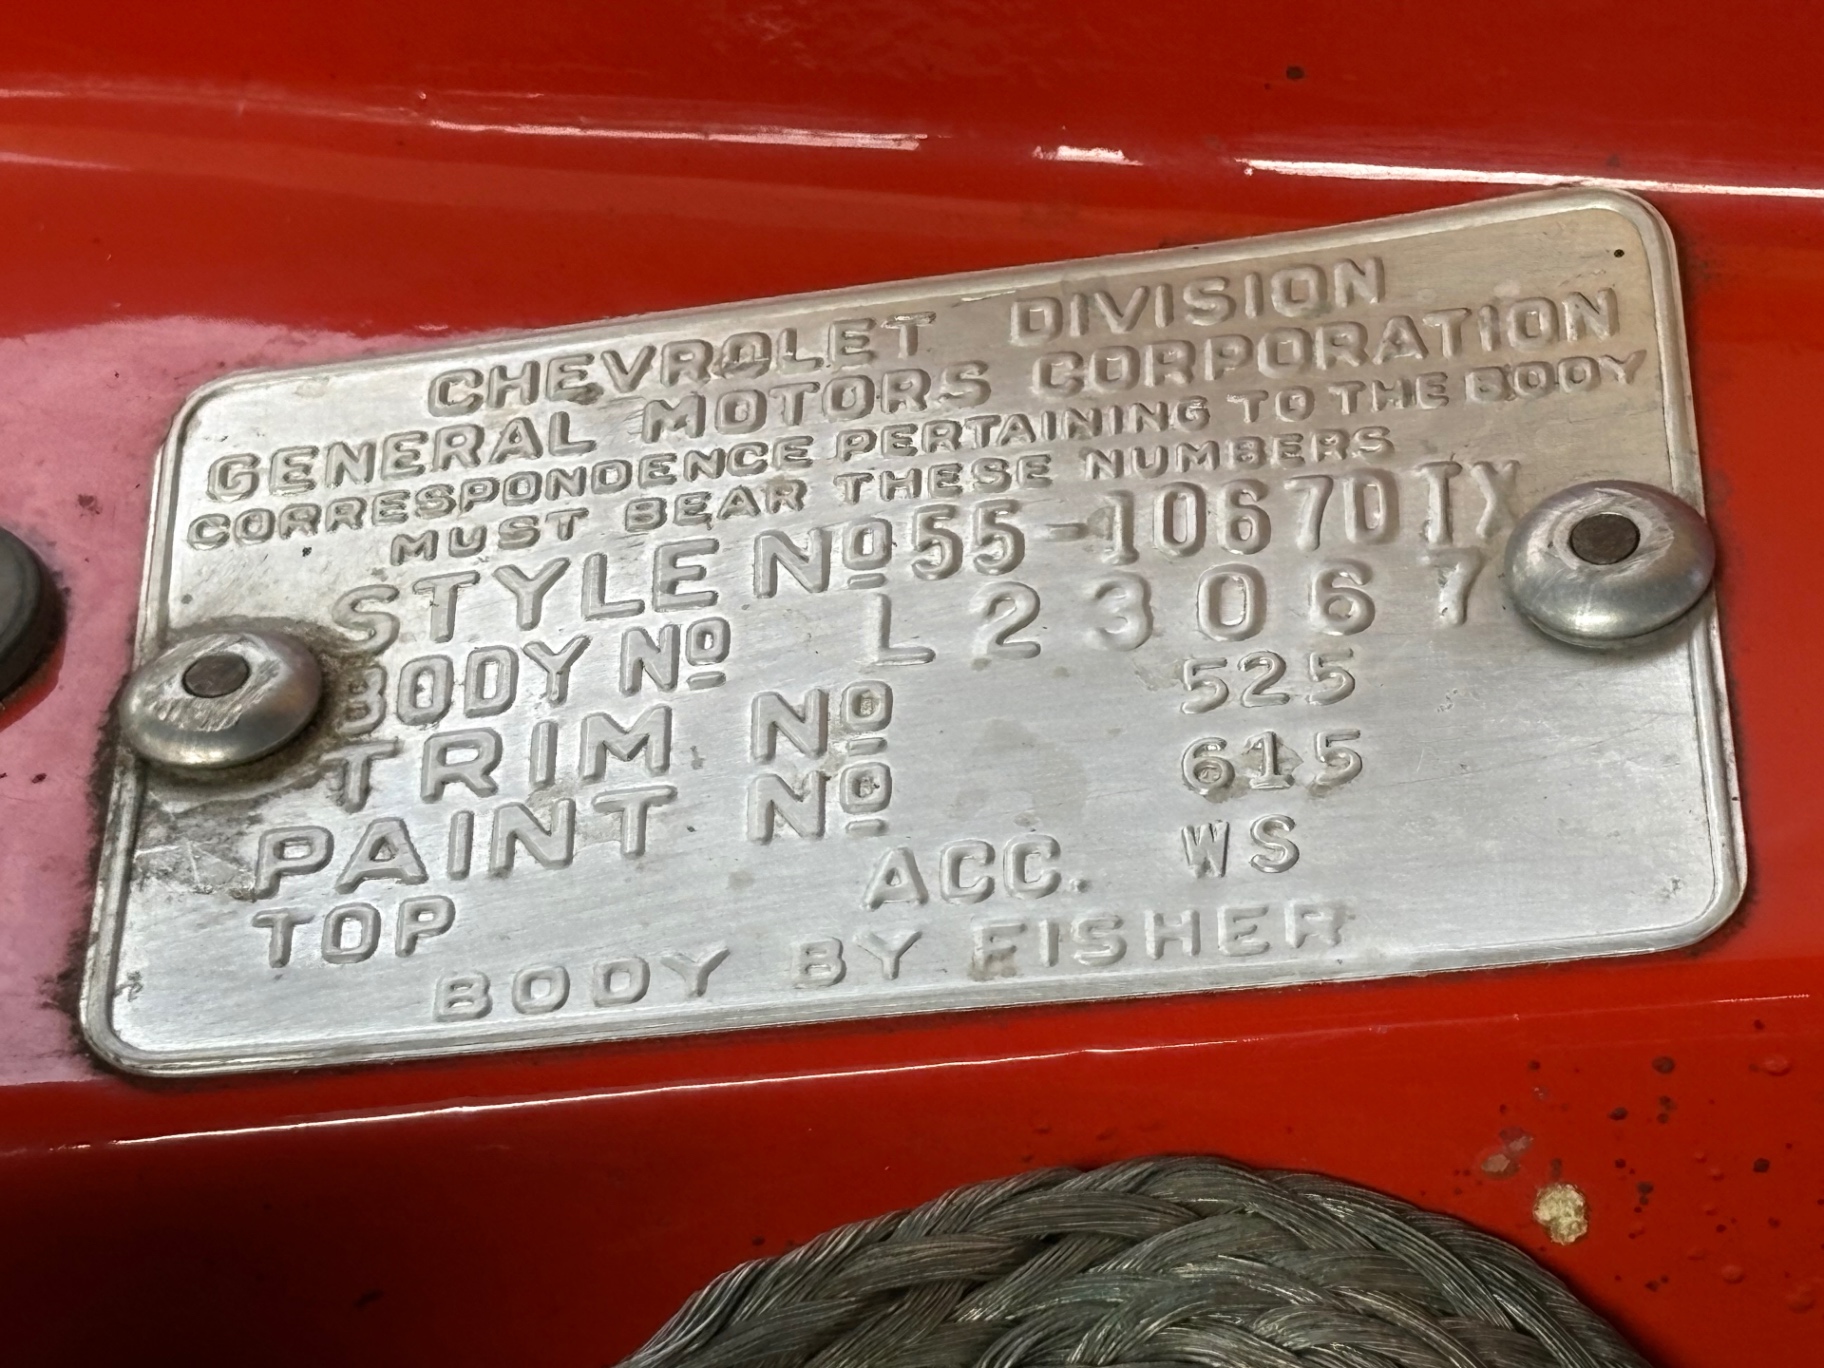 CHEVROLET DIVISION
GENERAL MOTORS CORPORATION
CORRESPONDENCE PERTAINING TO THE BODY
MUST BEAR THESE NUMBERS
STYLE Nº 55-1067DTX
BODY Nº L23067
TRIM Nº 525
PAINT Nº 615
TOP ACC. WS
BODY BY FISHER